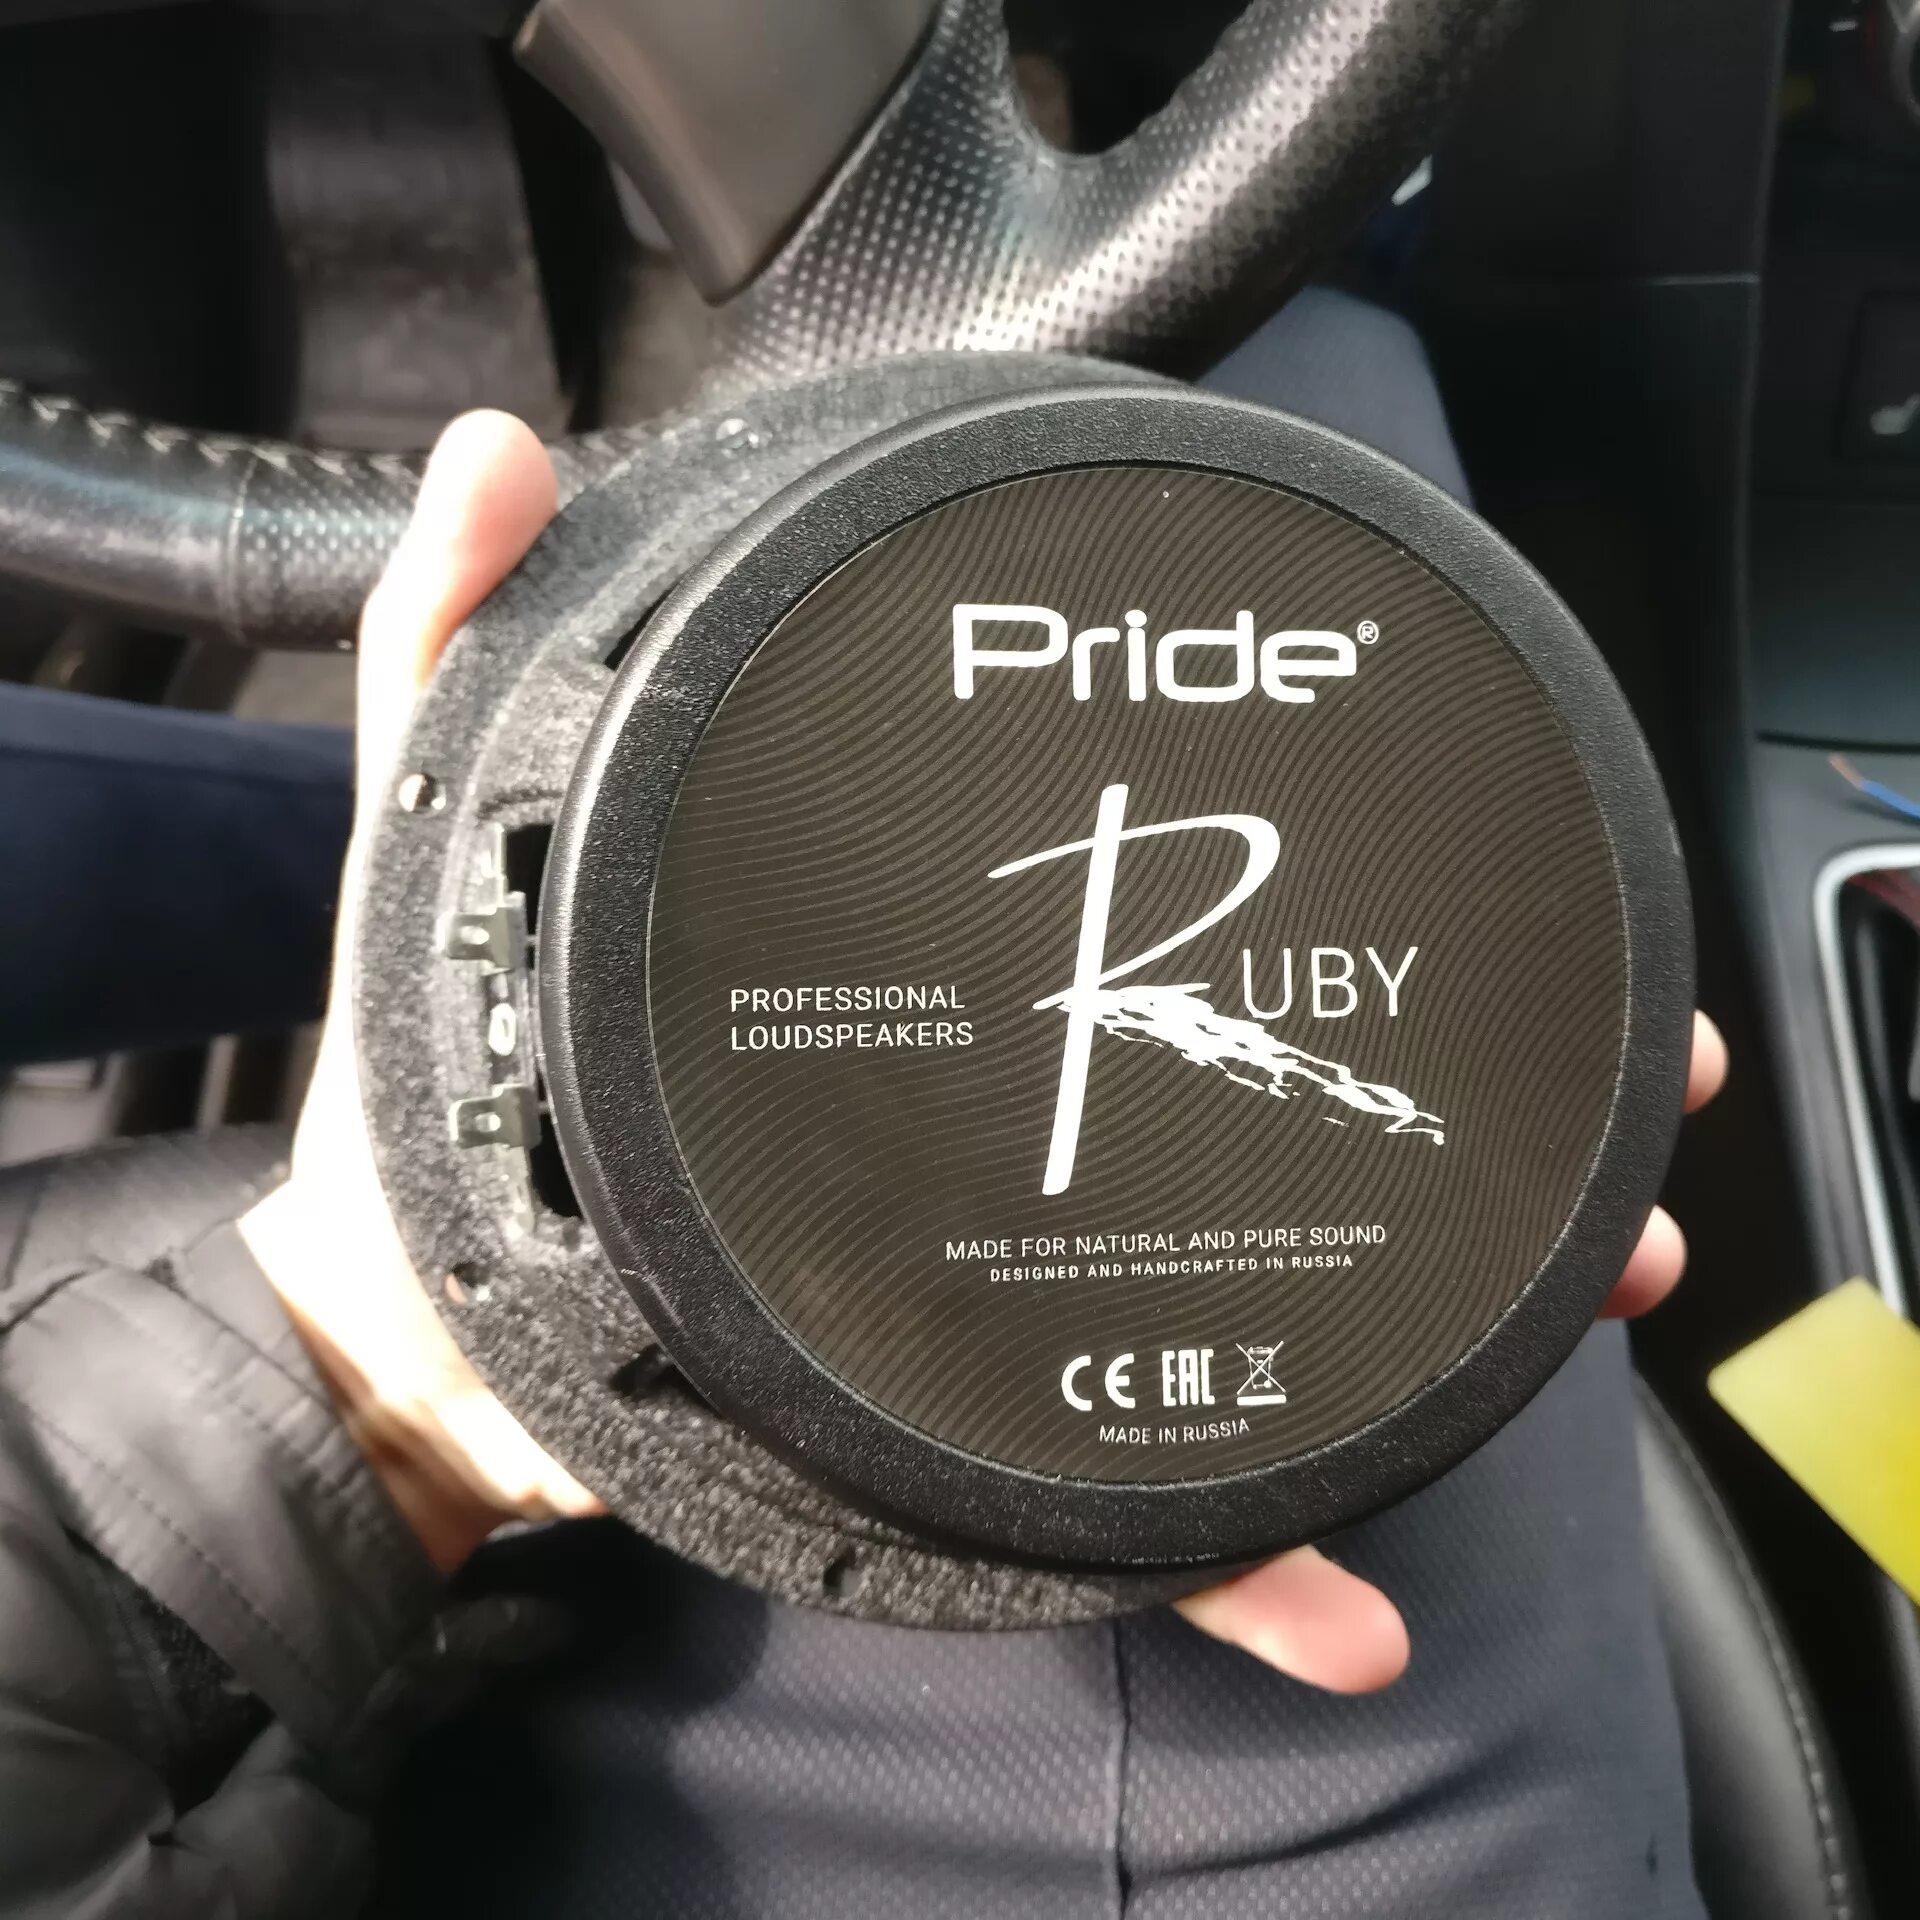 Pride®
RUBY
PROFESSIONAL
LOUDSPEAKERS
MADE FOR NATURAL AND PURE SOUND
DESIGNED AND HANDCRAFTED IN RUSSIA
CE EAC
MADE IN RUSSIA